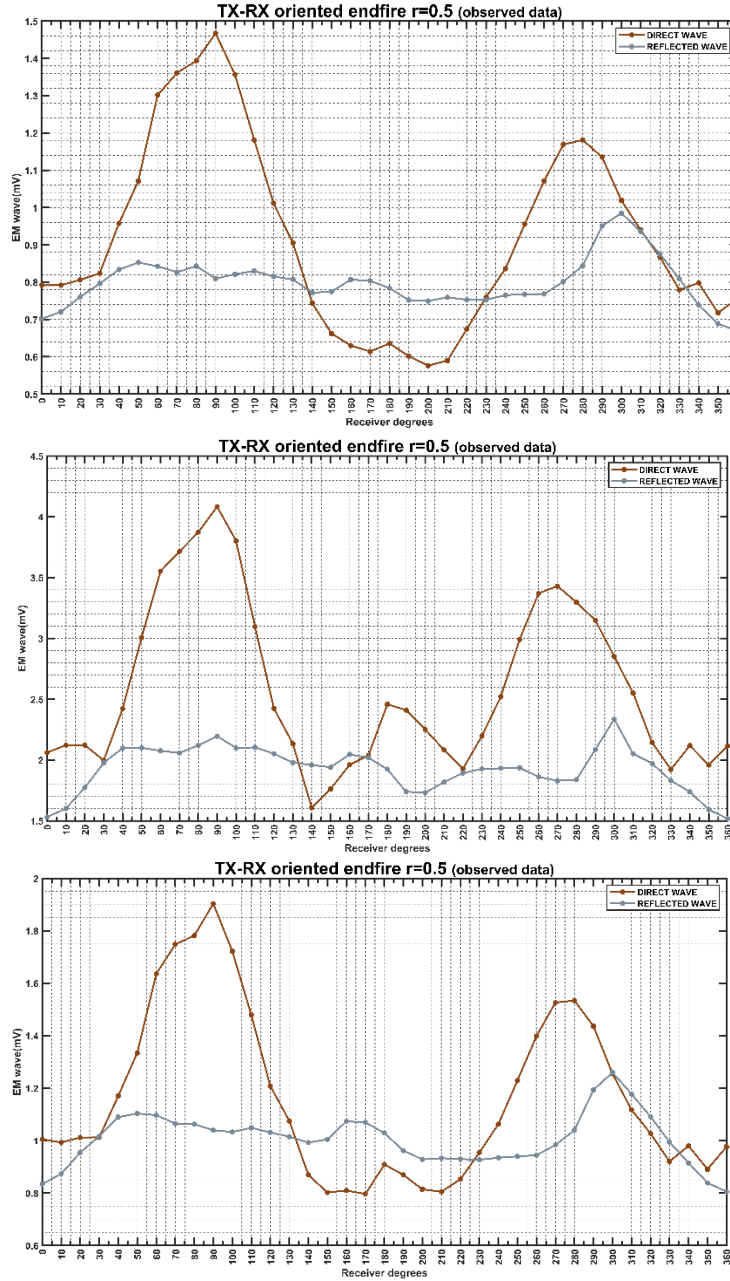 TX-RX oriented endfire r=0.5 (observed data)
1.5
1.4
1.3
1.2
1.1
1
0.9
0.8
0.7
0.6
0.5
EM wave(mV)
DIRECT WAVE
REFLECTED WAVE
0 10 20 30 40 50 60 70 80 90 100 110 120 130 140 150 160 170 180 190 200 210 220 230 240 250 260 270 280 290 300 310 320 330 340 350
Receiver degrees
TX-RX oriented endfire r=0.5 (observed data)
4.5
4
3.5
3
2.5
2
1.5
EM wave(mV)
DIRECT WAVE
REFLECTED WAVE
0 10 20 30 40 50 60 70 80 90 100 110 120 130 140 150 160 170 180 190 200 210 220 230 240 250 260 270 280 290 300 310 320 330 340 350 360
Receiver degrees
TX-RX oriented endfire r=0.5 (observed data)
2
1.8
1.6
1.4
1.2
1
0.8
0.6
EM wave(mV)
DIRECT WAVE
REFLECTED WAVE
0 10 20 30 40 50 60 70 80 90 100 110 120 130 140 150 160 170 180 190 200 210 220 230 240 250 260 270 280 290 300 310 320 330 340 350 360
Receiver degrees